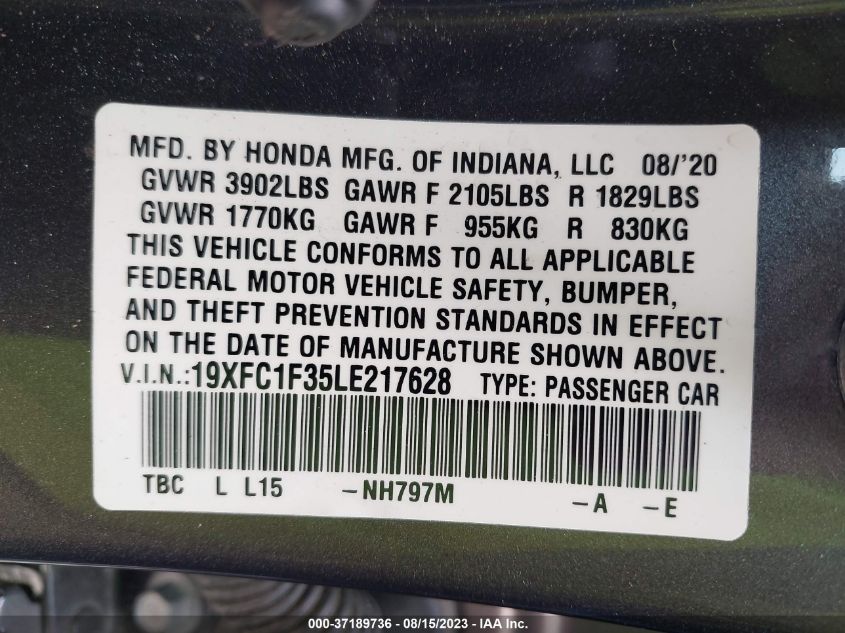 MFD. BY HONDA MFG. OF INDIANA, LLC 08/'20
GVWR 3902LBS GAWR F 2105LBS R 1829LBS
GVWR 1770KG GAWR F 955KG R 830KG
THIS VEHICLE CONFORMS TO ALL APPLICABLE
FEDERAL MOTOR VEHICLE SAFETY, BUMPER,
AND THEFT PREVENTION STANDARDS IN EFFECT
ON THE DATE OF MANUFACTURE SHOWN ABOVE.
V.I.N.:19XFC1F35LE217628 TYPE: PASSENGER CAR
TBC L L15 -NH797M -A -E
000-37189736 - 08/15/2023 - IAA Inc.